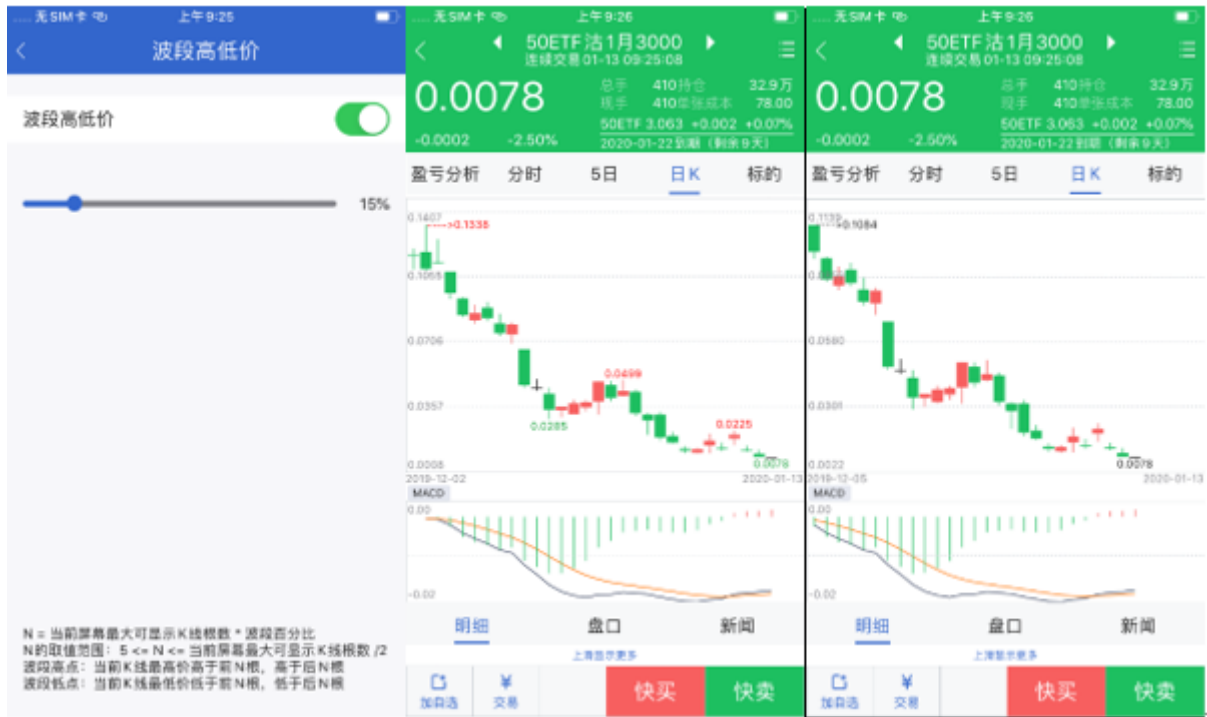 无SIM卡
上午9:25
波段高低价
波段高低价
15%
N = 当前屏幕最大可显示K线根数 * 波段百分比
N的取值范围：5 <= N <= 当前屏幕最大可显示K线根数 /2
波段高点：当前K线最高价高于前N根，高于后N根
波段低点：当前K线最低价低于前N根，低于后N根
无SIM卡
上午9:26
50ETF沽1月3000
连续交易 01-13 09:25:08
0.0078
总手 410 持仓 32.9万
现手 410 单张成本 78.00
50ETF 3.063 +0.002 +0.07%
-0.0002 -2.50%
2020-01-22到期（剩余9天）
盈亏分析 分时 5日 日K 标的
0.1407
-->0.1338
0.1055
0.0706
0.0499
0.0357
0.0285
0.0225
0.0008
0.0078
2019-12-02
2020-01-13
MACD
0.00
-0.02
明细 盘口 新闻
上滑显示更多
加自选
¥
交易
快买
快卖
无SIM卡
上午9:26
50ETF沽1月3000
连续交易 01-13 09:25:08
0.0078
总手 410 持仓 32.9万
现手 410 单张成本 78.00
50ETF 3.063 +0.002 +0.07%
-0.0002 -2.50%
2020-01-22到期（剩余9天）
盈亏分析 分时 5日 日K 标的
0.1139
0.1084
0.0580
0.0301
0.0022
0.0078
2019-12-05
2020-01-13
MACD
0.00
-0.02
明细 盘口 新闻
上滑显示更多
加自选
¥
交易
快买
快卖